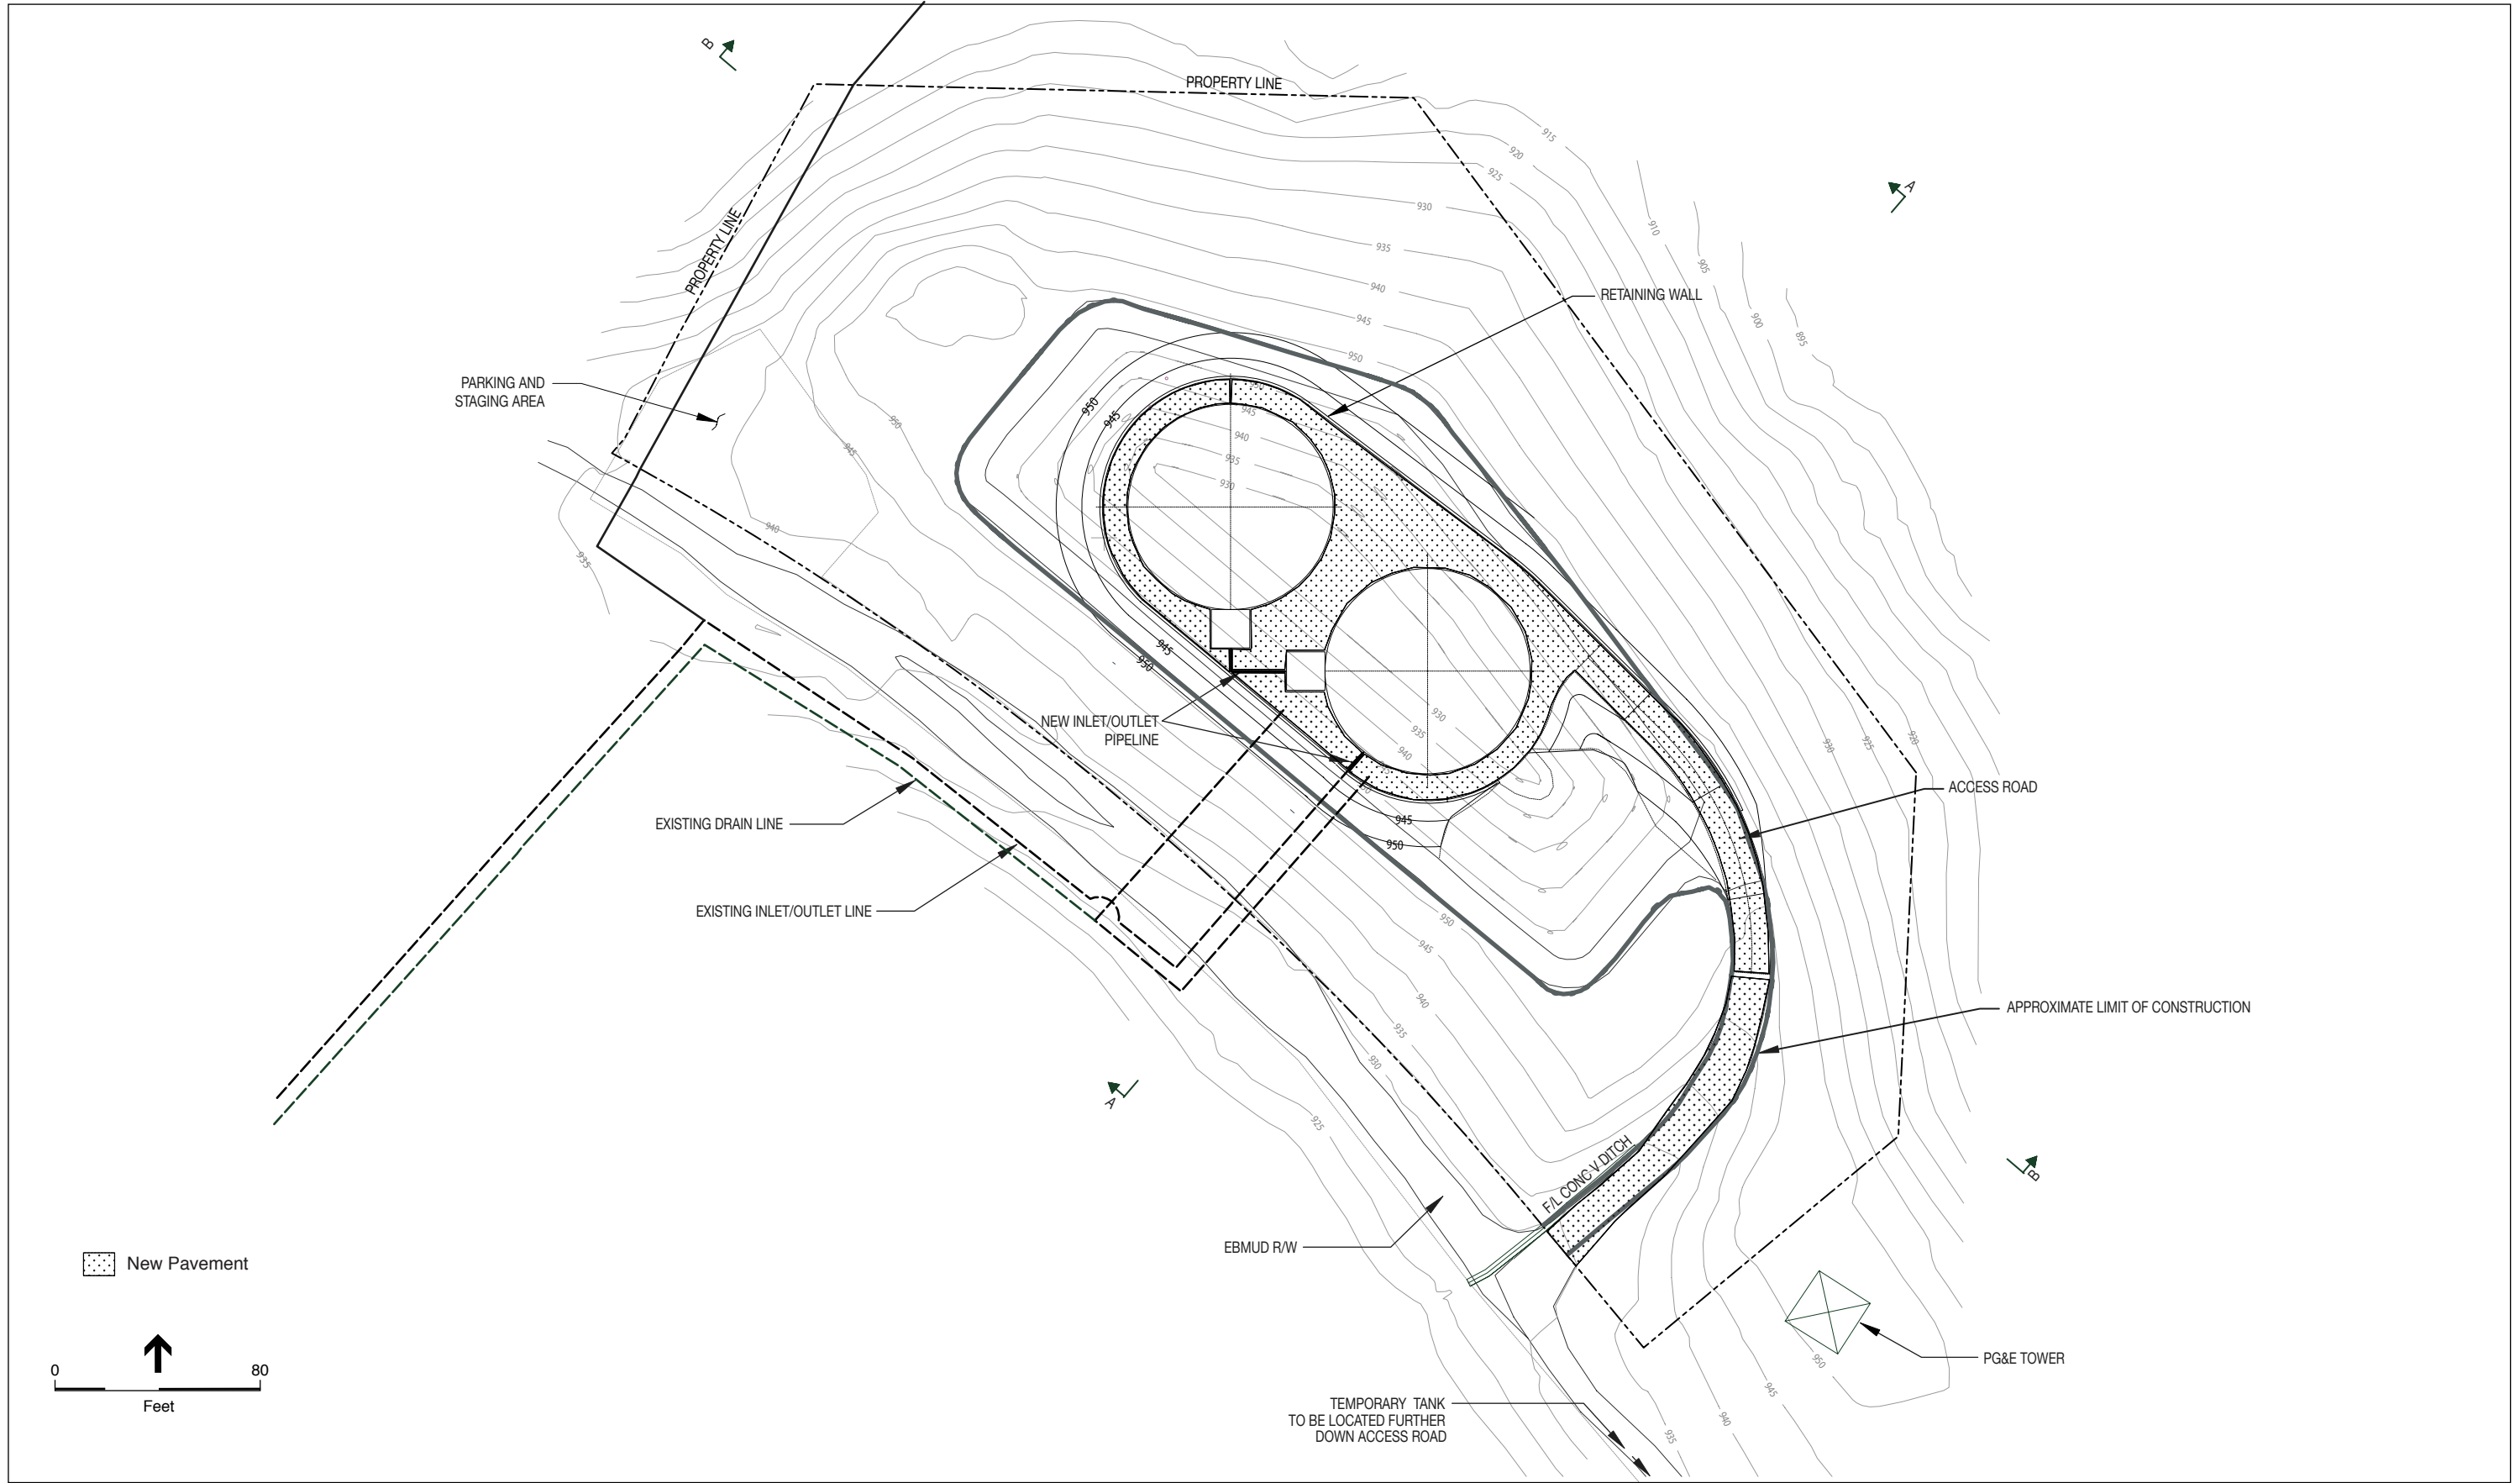 B
PROPERTY LINE
915
920
925
A
930
910
PROPERTY LINE
935
905
940
RETAINING WALL
945
900
895
950
PARKING AND
STAGING AREA
950
945
950
945
945
940
935
930
940
935
945
950
NEW INLET/OUTLET
PIPELINE
930
935
940
930
925
920
ACCESS ROAD
EXISTING DRAIN LINE
945
950
EXISTING INLET/OUTLET LINE
950
945
940
APPROXIMATE LIMIT OF CONSTRUCTION
935
930
A
925
F/L CONC V DITCH
B
EBMUD R/W
New Pavement
0
80
Feet
950
PG&E TOWER
945
940
935
TEMPORARY TANK
TO BE LOCATED FURTHER
DOWN ACCESS ROAD